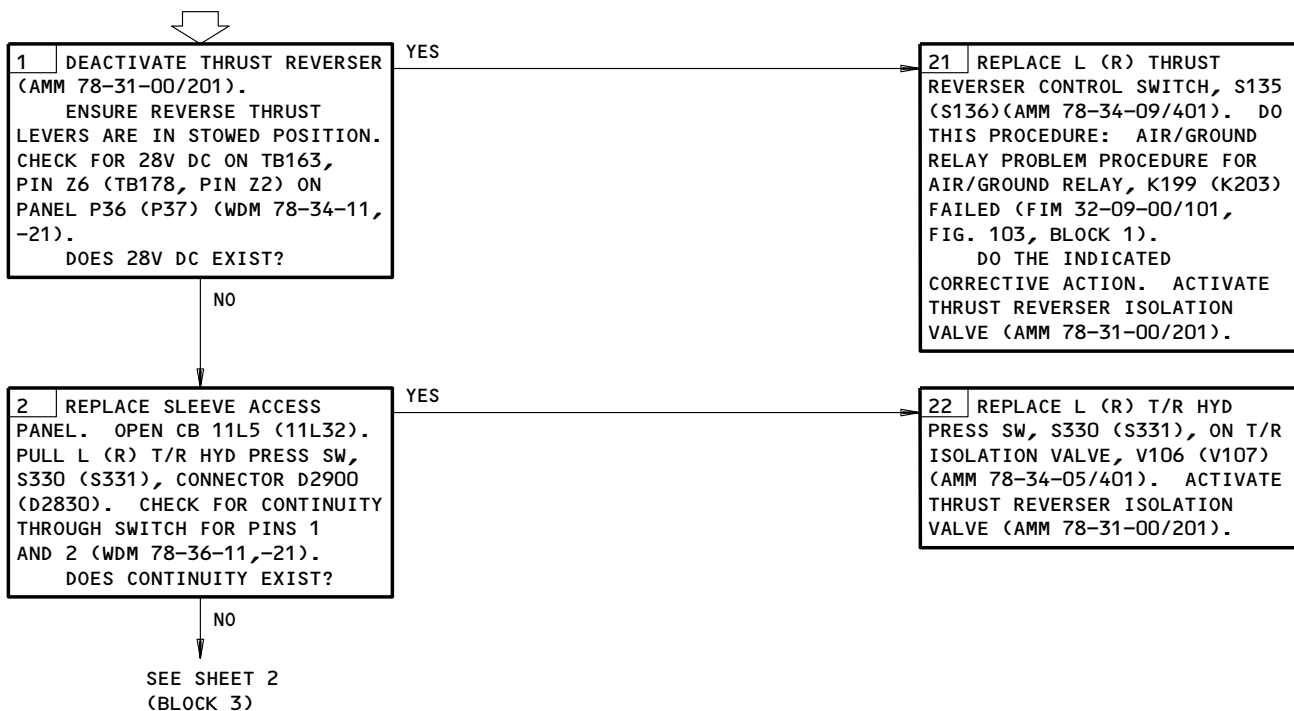 1 DEACTIVATE THRUST REVERSER
(AMM 78-31-00/201).
ENSURE REVERSE THRUST
LEVERS ARE IN STOWED POSITION.
CHECK FOR 28V DC ON TB163,
PIN Z6 (TB178, PIN Z2) ON
PANEL P36 (P37) (WDM 78-34-11,
-21).
DOES 28V DC EXIST?
YES
21 REPLACE L (R) THRUST
REVERSER CONTROL SWITCH, S135
(S136)(AMM 78-34-09/401). DO
THIS PROCEDURE: AIR/GROUND
RELAY PROBLEM PROCEDURE FOR
AIR/GROUND RELAY, K199 (K203)
FAILED (FIM 32-09-00/101,
FIG. 103, BLOCK 1).
DO THE INDICATED
CORRECTIVE ACTION. ACTIVATE
THRUST REVERSER ISOLATION
VALVE (AMM 78-31-00/201).
NO
2 REPLACE SLEEVE ACCESS
PANEL. OPEN CB 11L5 (11L32).
PULL L (R) T/R HYD PRESS SW,
S330 (S331), CONNECTOR D2900
(D2830). CHECK FOR CONTINUITY
THROUGH SWITCH FOR PINS 1
AND 2 (WDM 78-36-11,-21).
DOES CONTINUITY EXIST?
YES
22 REPLACE L (R) T/R HYD
PRESS SW, S330 (S331), ON T/R
ISOLATION VALVE, V106 (V107)
(AMM 78-34-05/401). ACTIVATE
THRUST REVERSER ISOLATION
VALVE (AMM 78-31-00/201).
NO
SEE SHEET 2
(BLOCK 3)